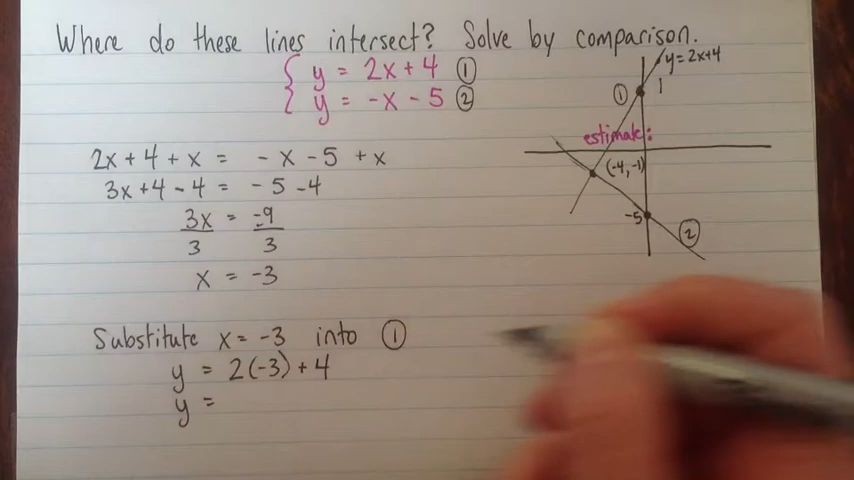 Where do these lines intersect? Solve by comparison.
y = 2x + 4 ①
y = -x - 5 ②
y = 2x+4
①
1
estimate:
(-4, -1)
-5
②
2x + 4 + x = - x - 5 + x
3x + 4 - 4 = - 5 - 4
3x = -9
3 3
x = -3
Substitute x = -3 into ①
y = 2(-3) + 4
y =